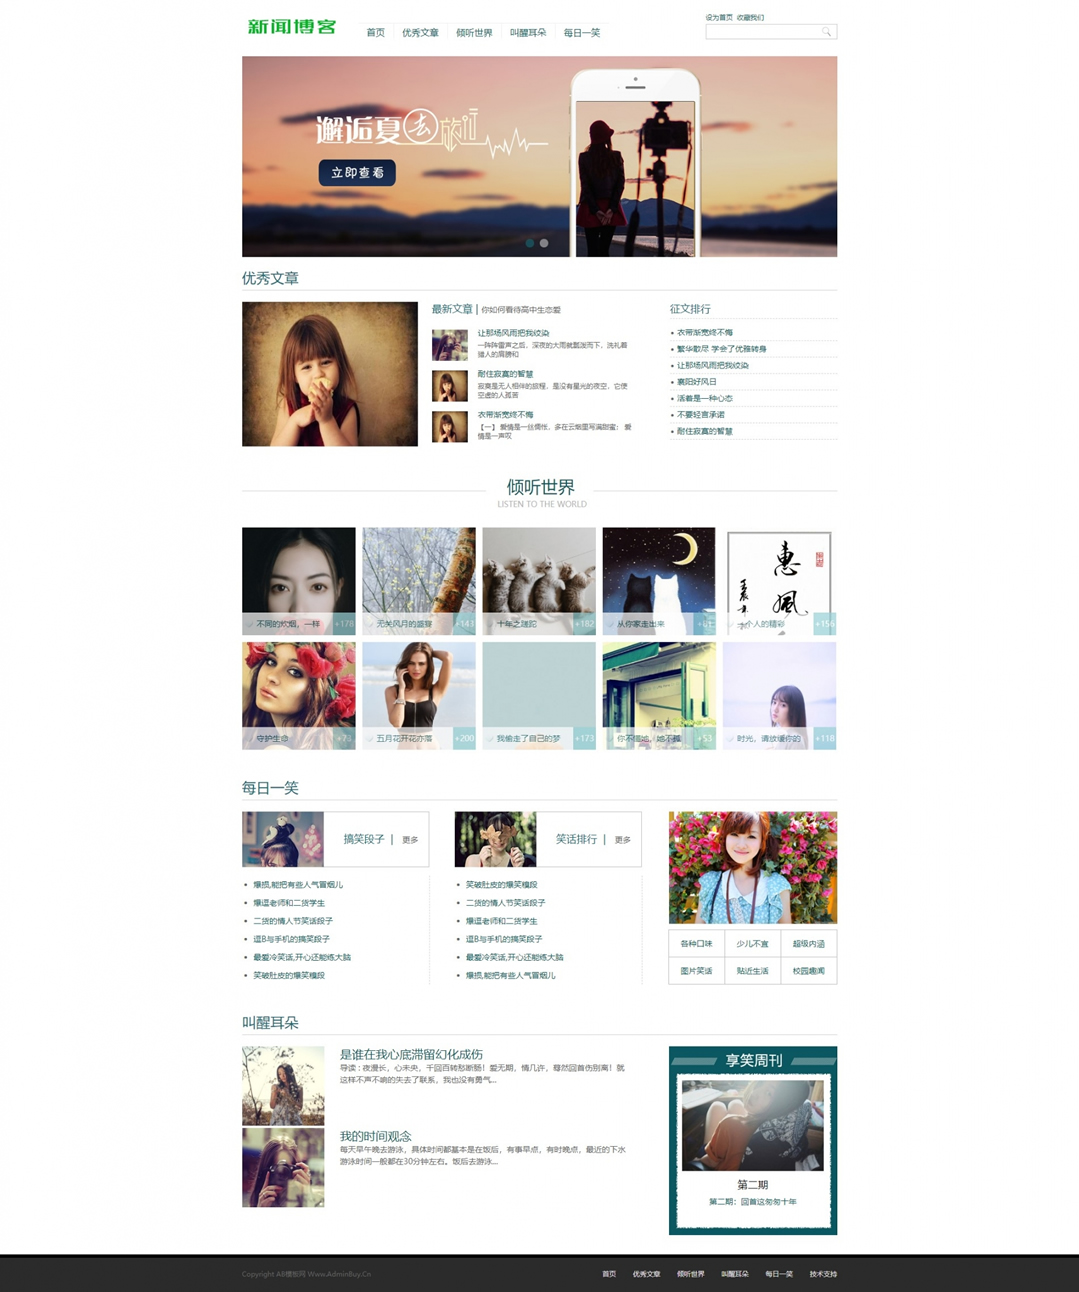 新闻博客
首页 优秀文章 倾听世界 叫醒耳朵 每日一笑
设为首页 收藏我们
邂逅夏去旅行
立即查看
优秀文章
最新文章 | 你如何看待高中生恋爱
让那场风雨把我纹染
一阵阵雷声之后，深夜的大雨就瓢泼而下，洗礼着
猎人的肩膀和
耐住寂寞的智慧
寂寞是无人相伴的旅程，是没有星光的夜空，它使
空虚的人孤苦
衣带渐宽终不悔
【一】 爱情是一丝惆怅，多在云烟里写满甜蜜； 爱
情是一声叹
征文排行
• 衣带渐宽终不悔
• 繁华散尽 学会了优雅转身
• 让那场风雨把我纹染
• 襄阳好风日
• 活着是一种心态
• 不要轻言承诺
• 耐住寂寞的智慧
倾听世界
LISTEN TO THE WORLD
惠风
不同的炊烟，一样 +178
无关风月的盛宴 +143
十年之蹉跎 +182
从你家走出来
一个人的精彩 +156
守护生命 +73
五月花开花亦落 +200
我偷走了自己的梦 +173
你不懂她，她不雅 +53
时光，请放缓你的 +118
每日一笑
搞笑段子 | 更多
• 爆损,能把有些人气冒烟儿
• 爆逗老师和二货学生
• 二货的情人节笑话段子
• 逗B与手机的搞笑段子
• 最爱冷笑话,开心还能练大脑
• 笑破肚皮的爆笑糗段
笑话排行 | 更多
• 笑破肚皮的爆笑糗段
• 二货的情人节笑话段子
• 爆逗老师和二货学生
• 逗B与手机的搞笑段子
• 最爱冷笑话,开心还能练大脑
• 爆损,能把有些人气冒烟儿
各种口味 少儿不宜 超级内涵
图片笑话 贴近生活 校园趣闻
叫醒耳朵
是谁在我心底滞留幻化成伤
导读 : 夜漫长，心未央，千回百转愁断肠！爱无期，情几许，蓦然回首伤别离！就
这样不声不响的失去了联系，我也没有勇气...
我的时间观念
每天早午晚去游泳，具体时间都基本是在饭后，有事早点，有时晚点，最近的下水
游泳时间一般都在30分钟左右。饭后去游泳...
享笑周刊
第二期
第二期：回首这匆匆十年
Copyright AB模板网 Www.AdminBuy.Cn
首页 优秀文章 倾听世界 叫醒耳朵 每日一笑 技术支持